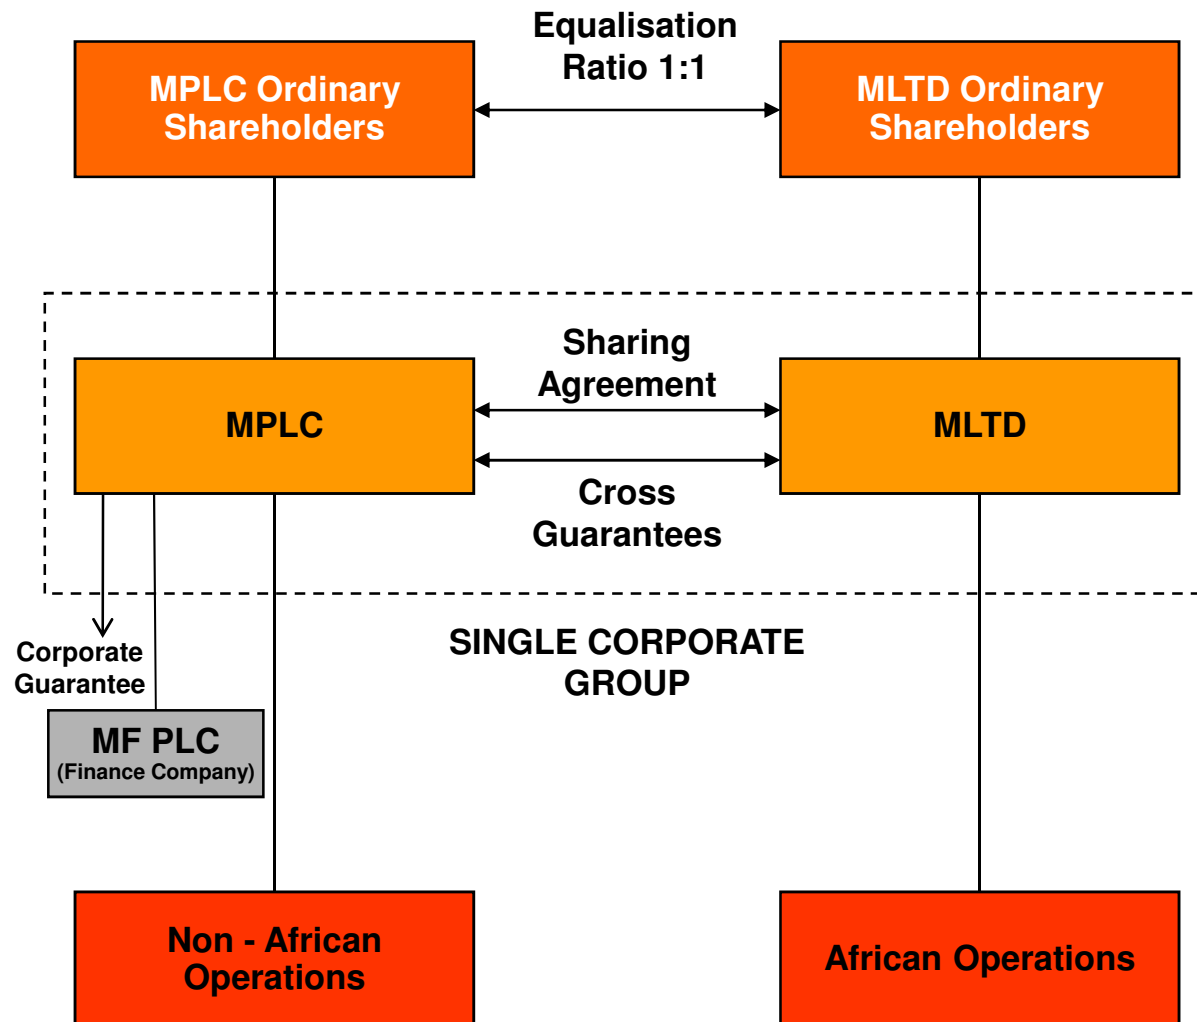 Equalisation
Ratio 1:1
MPLC Ordinary
Shareholders
MLTD Ordinary
Shareholders
Sharing
Agreement
MPLC
MLTD
Cross
Guarantees
SINGLE CORPORATE
GROUP
Corporate
Guarantee
MF PLC
(Finance Company)
Non - African
Operations
African Operations